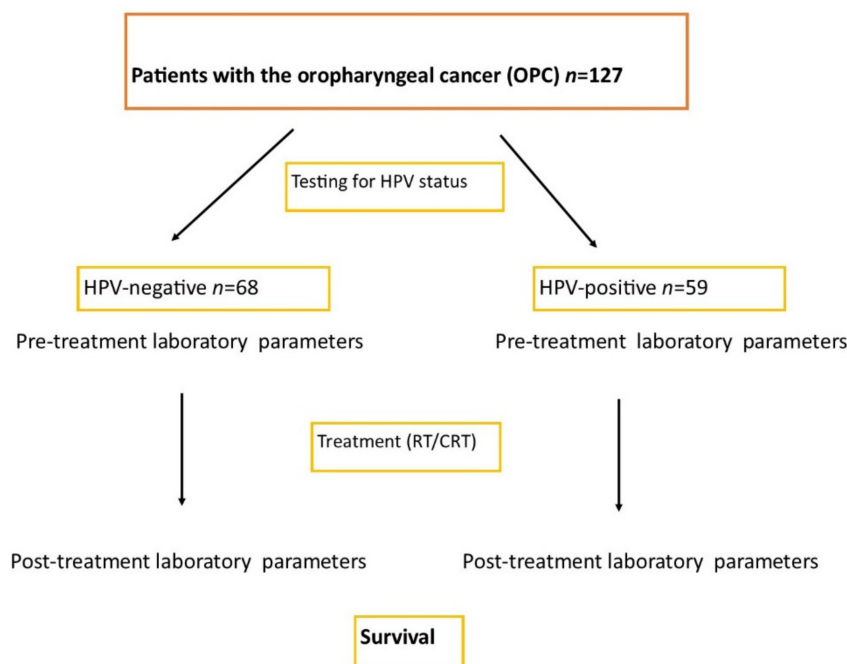 Patients with the oropharyngeal cancer (OPC) n=127
Testing for HPV status
HPV-negative n=68
HPV-positive n=59
Pre-treatment laboratory parameters
Pre-treatment laboratory parameters
Treatment (RT/CRT)
Post-treatment laboratory parameters
Post-treatment laboratory parameters
Survival